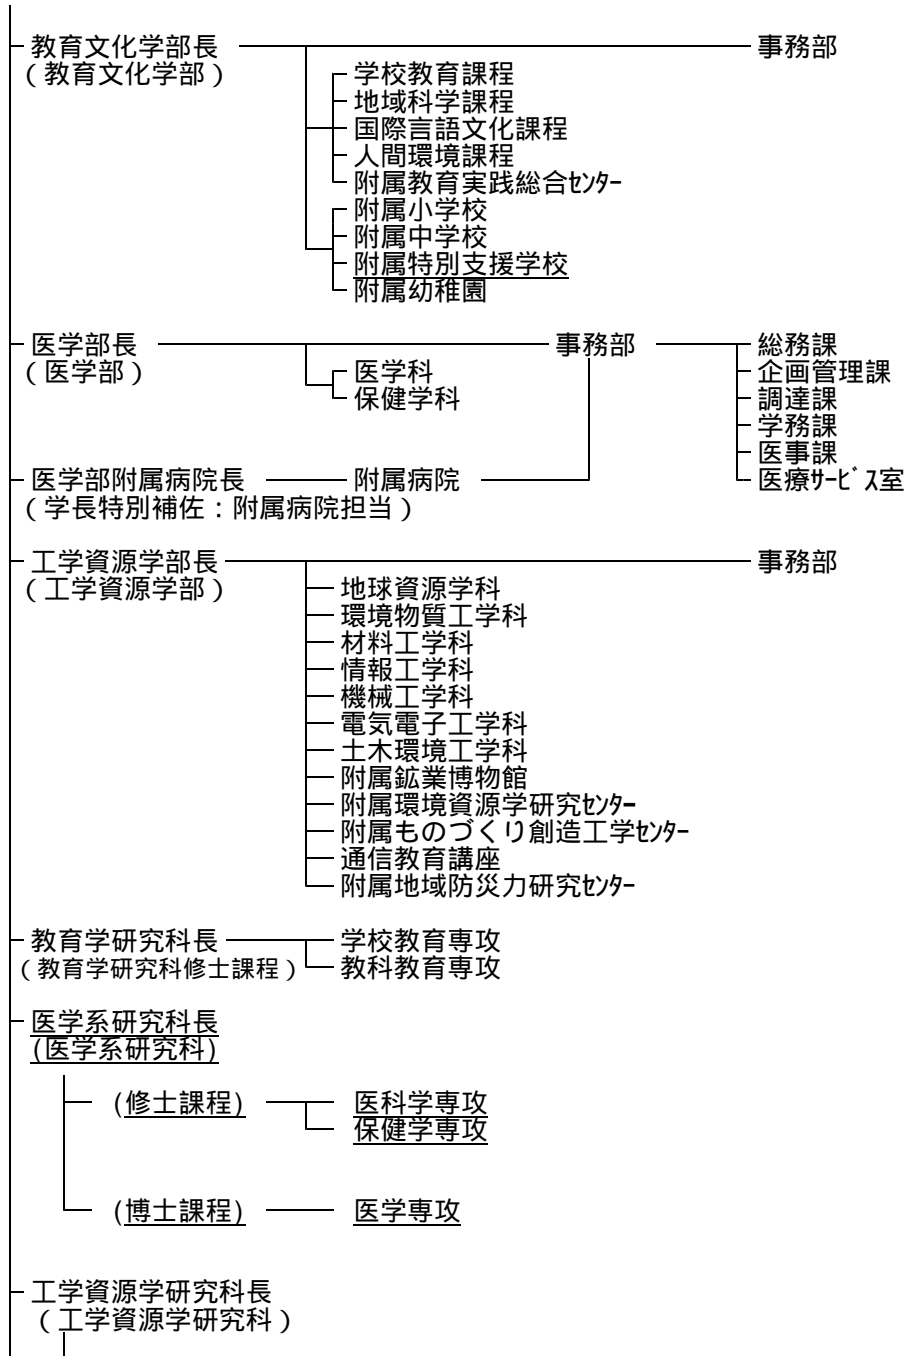 教育文化学部長 事務部
(教育文化学部)
学校教育課程
地域科学課程
国際言語文化課程
人間環境課程
附属教育実践総合ｾﾝﾀｰ
附属小学校
附属中学校
附属特別支援学校
附属幼稚園
医学部長 事務部 総務課
(医学部) 医学科 企画管理課
保健学科 調達課
学務課
医事課
医学部附属病院長 附属病院 医療ｻｰﾋﾞｽ室
(学長特別補佐：附属病院担当)
工学資源学部長 事務部
(工学資源学部) 地球資源学科
環境物質工学科
材料工学科
情報工学科
機械工学科
電気電子工学科
土木環境工学科
附属鉱業博物館
附属環境資源学研究ｾﾝﾀｰ
附属ものづくり創造工学ｾﾝﾀｰ
通信教育講座
附属地域防災力研究ｾﾝﾀｰ
教育学研究科長 学校教育専攻
(教育学研究科修士課程) 教科教育専攻
医学系研究科長
(医学系研究科)
(修士課程) 医科学専攻
保健学専攻
(博士課程) 医学専攻
工学資源学研究科長
(工学資源学研究科)